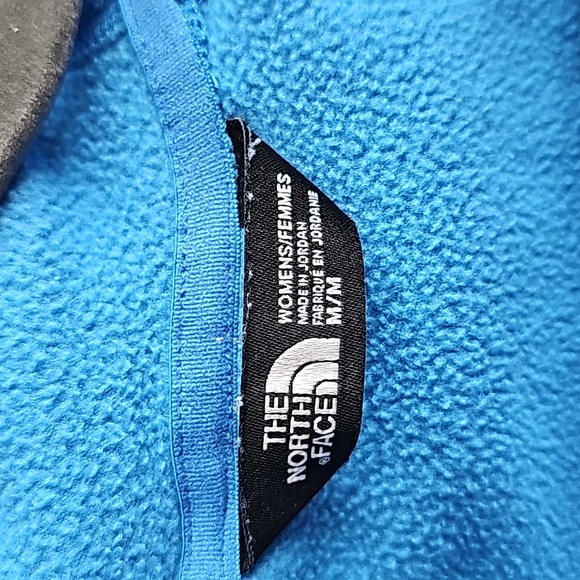 WOMENS/FEMMES
MADE IN JORDAN
FABRIQUÉ EN JORDANIE
M/M
THE
NORTH
FACE